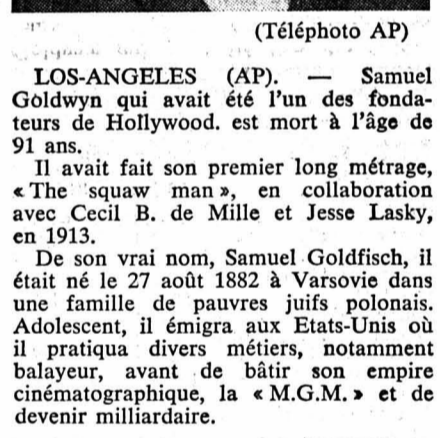 (Téléphoto AP)
LOS-ANGELES (AP). — Samuel
Goldwyn qui avait été l'un des fonda-
teurs de Hollywood. est mort à l'âge de
91 ans.
Il avait fait son premier long métrage,
« The squaw man », en collaboration
avec Cecil B. de Mille et Jesse Lasky,
en 1913.
De son vrai nom, Samuel Goldfisch, il
était né le 27 août 1882 à Varsovie dans
une famille de pauvres juifs polonais.
Adolescent, il émigra aux Etats-Unis où
il pratiqua divers métiers, notamment
balayeur, avant de bâtir son empire
cinématographique, la « M.G.M. » et de
devenir milliardaire.